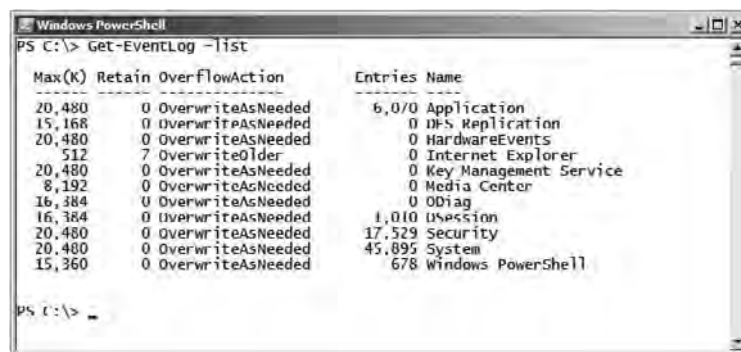 Windows PowerShell
PS C:\> Get-EventLog -list
Max(K) Retain OverflowAction Entries Name
------ ------ -------------- ------- ----
20,480 0 OverwriteAsNeeded 6,070 Application
15,168 0 OverwriteAsNeeded 0 DFS Replication
20,480 0 OverwriteAsNeeded 0 HardwareEvents
512 7 OverwriteOlder 0 Internet Explorer
20,480 0 OverwriteAsNeeded 0 Key Management Service
8,192 0 OverwriteAsNeeded 0 Media Center
16,384 0 OverwriteAsNeeded 0 ODiag
16,384 0 OverwriteAsNeeded 1,010 OSession
20,480 0 OverwriteAsNeeded 17,529 Security
20,480 0 OverwriteAsNeeded 45,895 System
15,360 0 OverwriteAsNeeded 678 Windows PowerShell
PS C:\> _